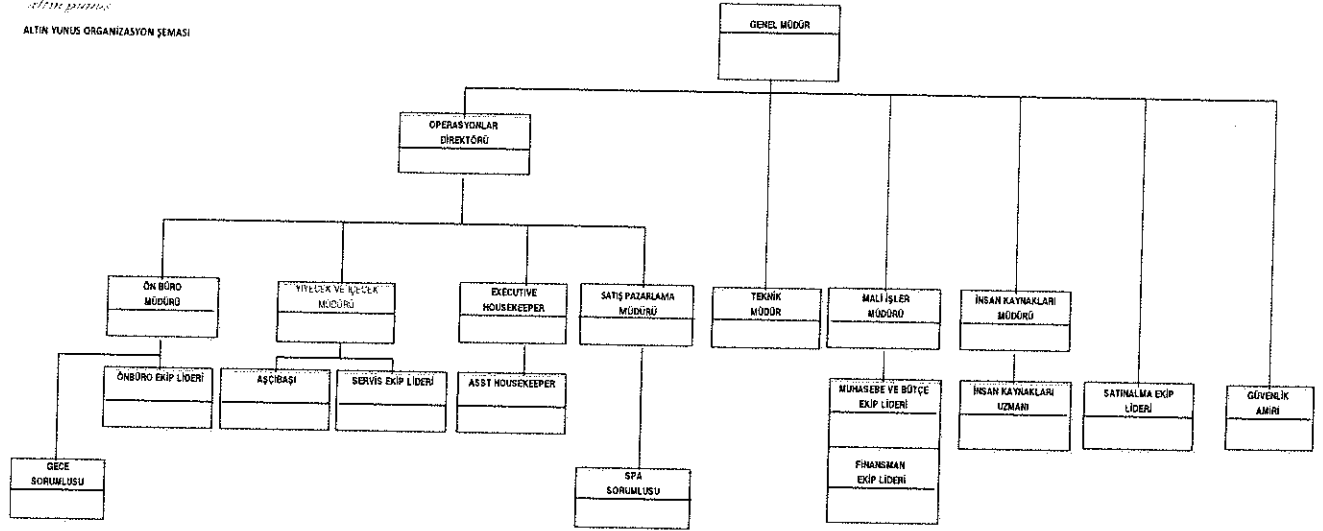 altın yunus
ALTIN YUNUS ORGANİZASYON ŞEMASI
GENEL MÜDÜR
OPERASYONLAR
DİREKTÖRÜ
ÖN BÜRO
MÜDÜRÜ
YİYECEK VE İÇECEK
MÜDÜRÜ
EXECUTIVE
HOUSEKEEPER
SATIŞ PAZARLAMA
MÜDÜRÜ
TEKNİK
MÜDÜR
MALİ İŞLER
MÜDÜRÜ
İNSAN KAYNAKLARI
MÜDÜRÜ
ÖNBÜRO EKİP LİDERİ
AŞÇIBAŞI
SERVİS EKİP LİDERİ
ASST HOUSEKEEPER
MUHASEBE VE BÜTÇE
EKİP LİDERİ
İNSAN KAYNAKLARI
UZMANI
SATINALMA EKİP
LİDERİ
GÜVENLİK
AMİRİ
GECE
SORUMLUSU
SPA
SORUMLUSU
FİNANSMAN
EKİP LİDERİ